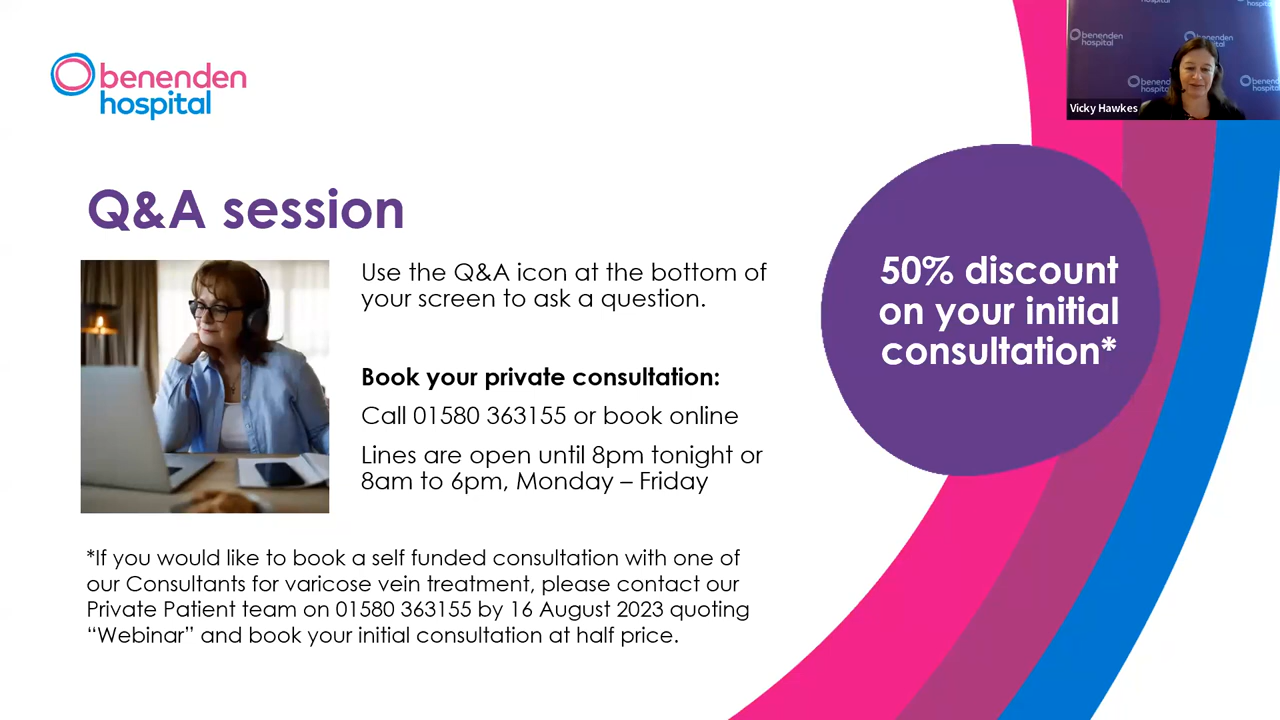 benenden
hospital
Q&A session
Use the Q&A icon at the bottom of
your screen to ask a question.
Book your private consultation:
Call 01580 363155 or book online
Lines are open until 8pm tonight or
8am to 6pm, Monday – Friday
*If you would like to book a self funded consultation with one of
our Consultants for varicose vein treatment, please contact our
Private Patient team on 01580 363155 by 16 August 2023 quoting
“Webinar” and book your initial consultation at half price.
50% discount
on your initial
consultation*
benenden
hospital
benenden
hospital
Vicky Hawkes